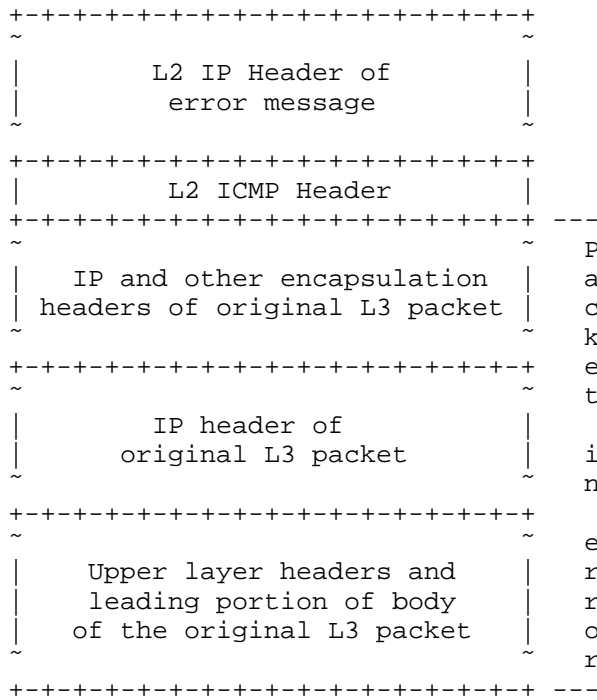 +-+-+-+-+-+-+-+-+-+-+-+-+-+-+-+-+
~                               ~
|         L2 IP Header of       |
|          error message        |
~                               ~
+-+-+-+-+-+-+-+-+-+-+-+-+-+-+-+-+
|          L2 ICMP Header       |
+-+-+-+-+-+-+-+-+-+-+-+-+-+-+-+-+ ---
~                               ~   P
|    IP and other encapsulation |   a
|  headers of original L3 packet |   c
~                               ~   k
+-+-+-+-+-+-+-+-+-+-+-+-+-+-+-+-+   e
~                               ~   t
|         IP header of          |
|       original L3 packet      |   i
~                               ~   n
+-+-+-+-+-+-+-+-+-+-+-+-+-+-+-+-+
~                               ~   e
|     Upper layer headers and   |   r
|     leading portion of body   |   r
|    of the original L3 packet  |   o
~                               ~   r
+-+-+-+-+-+-+-+-+-+-+-+-+-+-+-+-+ ---